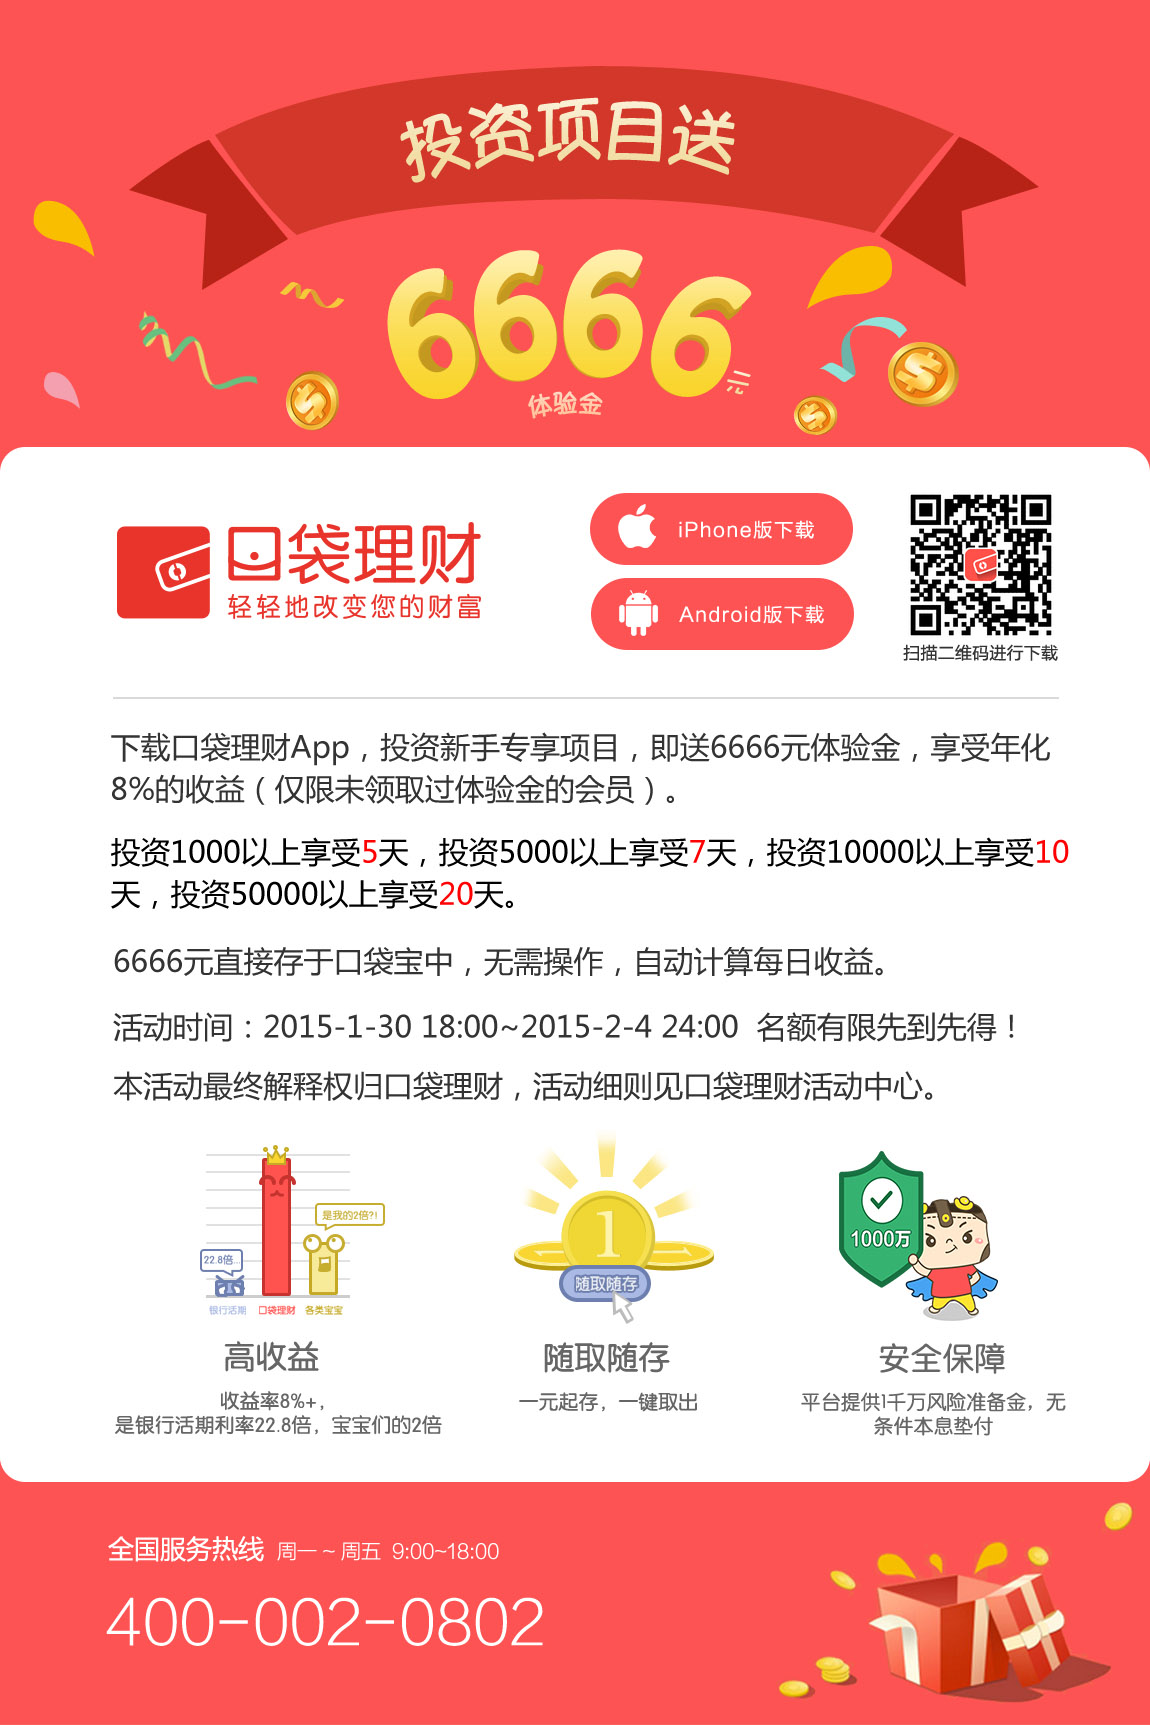 投资项目送
6666元
体验金
口袋理财
轻轻地改变您的财富
iPhone版下载
Android版下载
扫描二维码进行下载
下载口袋理财App，投资新手专享项目，即送6666元体验金，享受年化
8%的收益（仅限未领取过体验金的会员）。
投资1000以上享受5天，投资5000以上享受7天，投资10000以上享受10
天，投资50000以上享受20天。
6666元直接存于口袋宝中，无需操作，自动计算每日收益。
活动时间：2015-1-30 18:00~2015-2-4 24:00 名额有限先到先得！
本活动最终解释权归口袋理财，活动细则见口袋理财活动中心。
是我的2倍?!
22.8倍...
银行活期 口袋理财 各类宝宝
1
随取随存
1000万
高收益
收益率8%+，
是银行活期利率22.8倍，宝宝们的2倍
随取随存
一元起存，一键取出
安全保障
平台提供1千万风险准备金，无
条件本息垫付
全国服务热线 周一 ~ 周五 9:00~18:00
400-002-0802